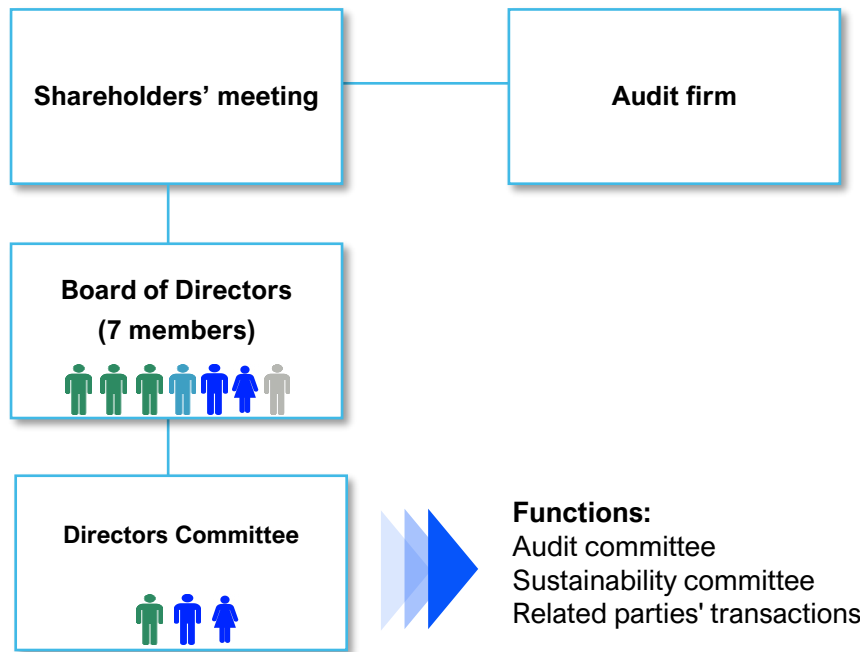 Shareholders’ meeting
Audit firm
Board of Directors
(7 members)
Directors Committee
Functions:
Audit committee
Sustainability committee
Related parties' transactions